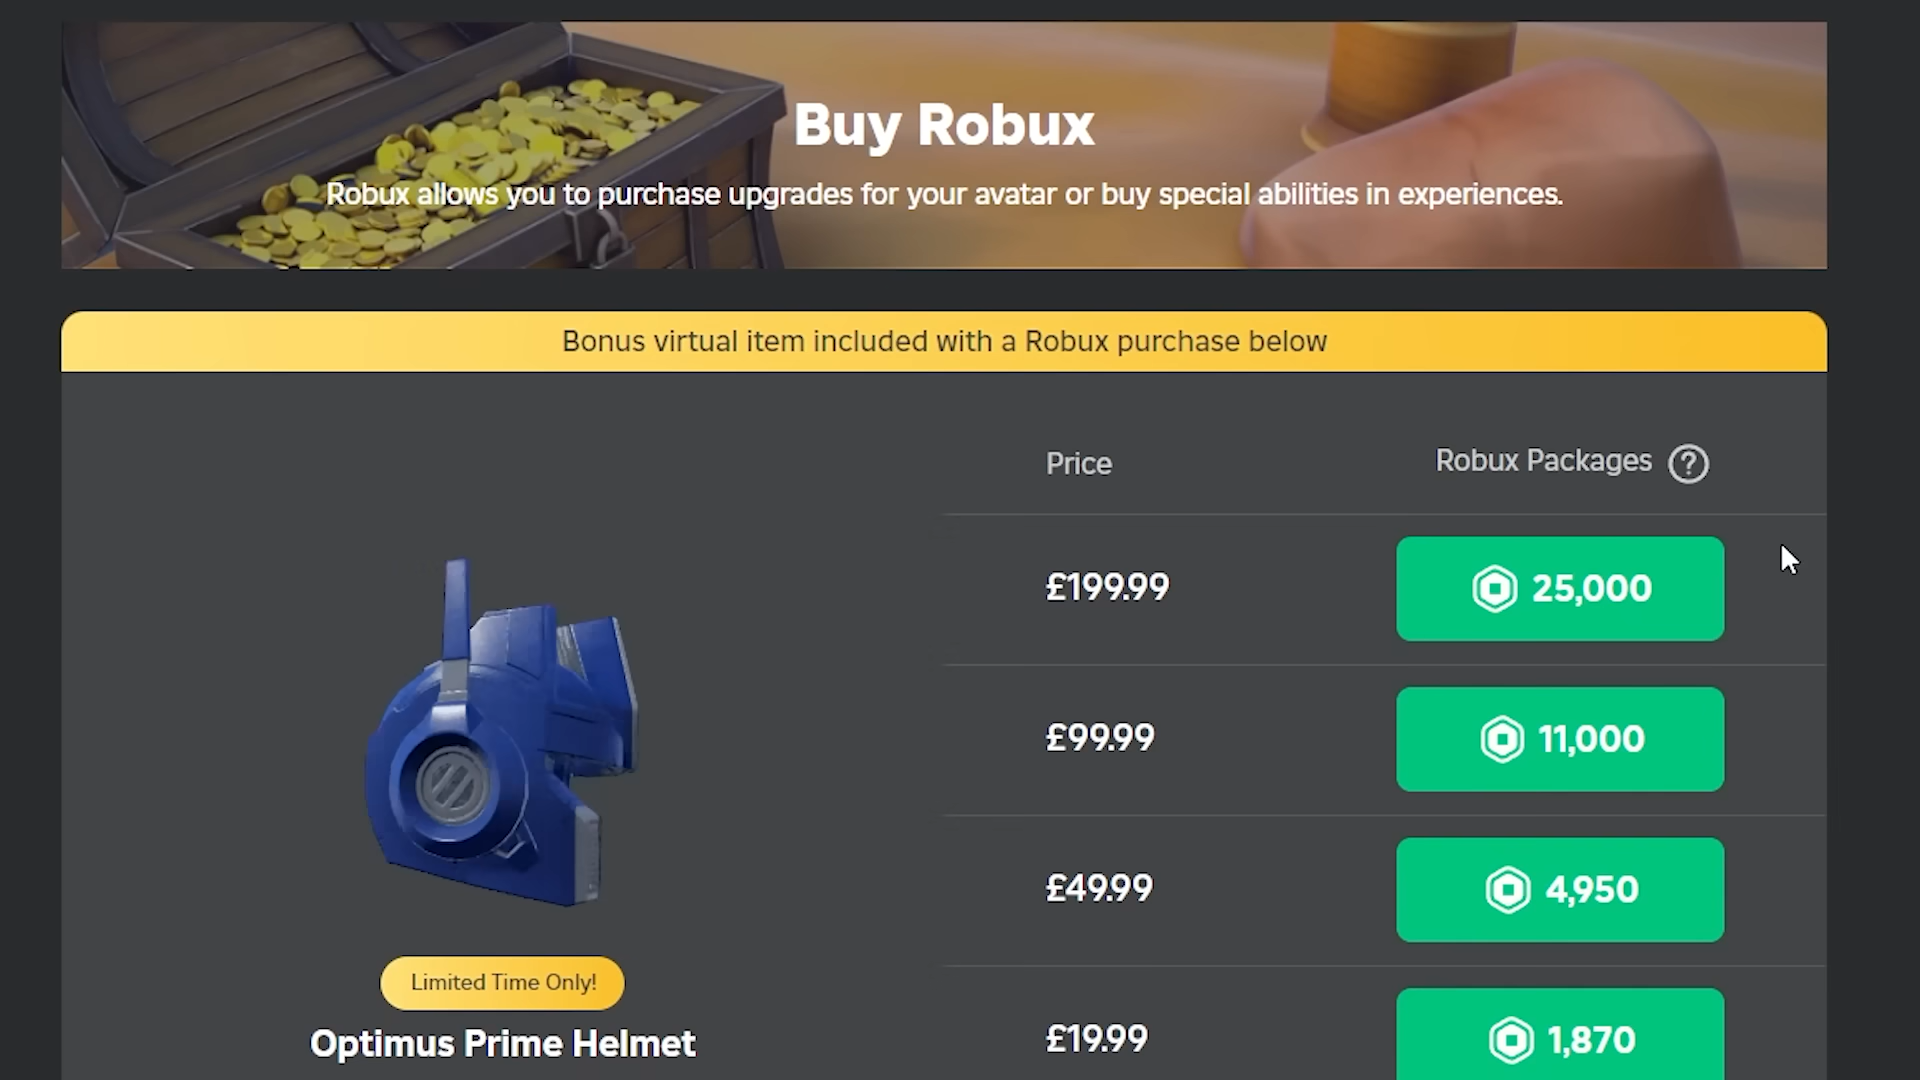 Buy Robux
Robux allows you to purchase upgrades for your avatar or buy special abilities in experiences.
Bonus virtual item included with a Robux purchase below
Price
Robux Packages ?
£199.99
25,000
£99.99
11,000
£49.99
4,950
£19.99
1,870
Limited Time Only!
Optimus Prime Helmet